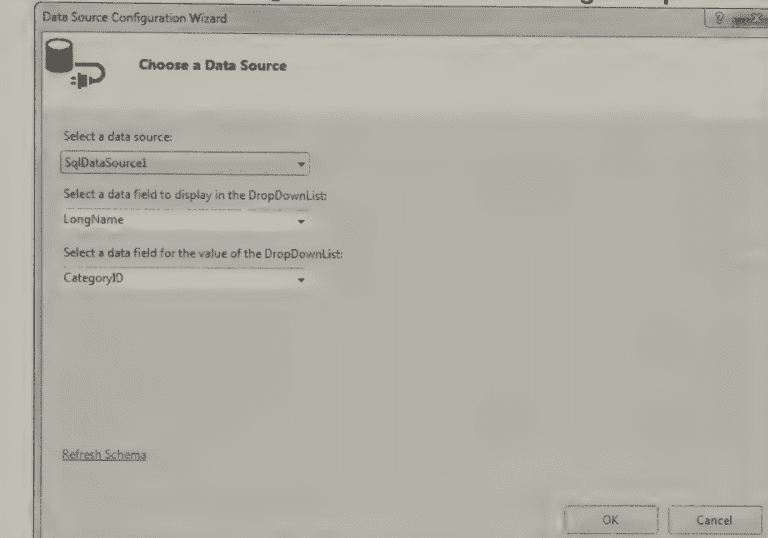 Data Source Configuration Wizard
?
Choose a Data Source
Select a data source:
SqlDataSource1
Select a data field to display in the DropDownList:
LongName
Select a data field for the value of the DropDownList:
CategoryID
Refresh Schema
OK
Cancel